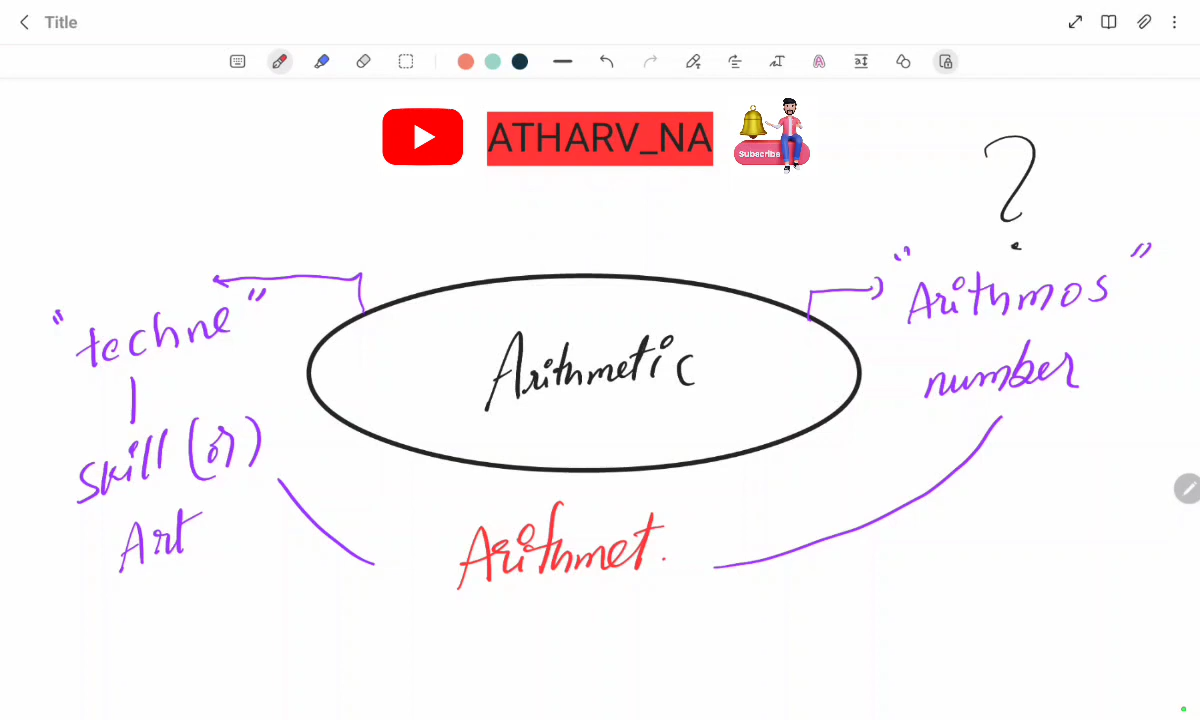 Title
ATHARV_NA
Subscribe
?
"Arithmos"
number
"techne"
skill (or)
Art
Arithmetic
Arithmet.